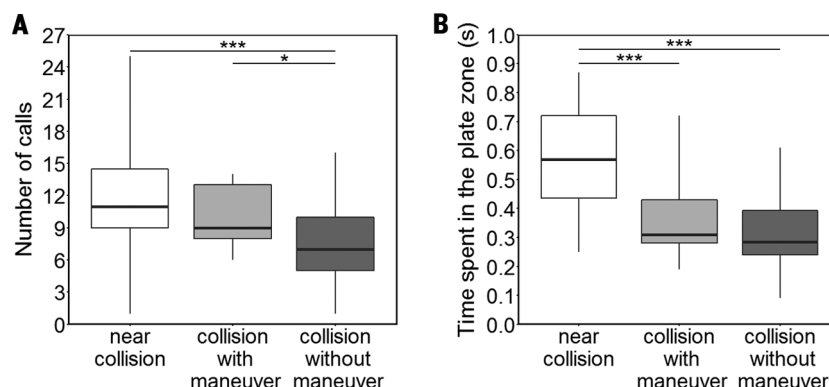 A
Number of calls
27
24
21
18
15
12
9
6
3
0
***
*
near
collision
collision
with
maneuver
collision
without
maneuver
B
Time spent in the plate zone (s)
1.0
0.9
0.8
0.7
0.6
0.5
0.4
0.3
0.2
0.1
0.0
***
***
near
collision
collision
with
maneuver
collision
without
maneuver